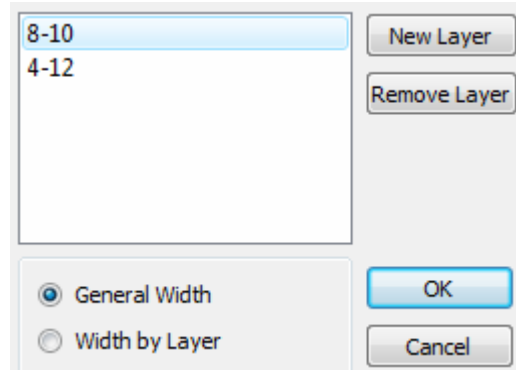 8-10
4-12
New Layer
Remove Layer
General Width
Width by Layer
OK
Cancel